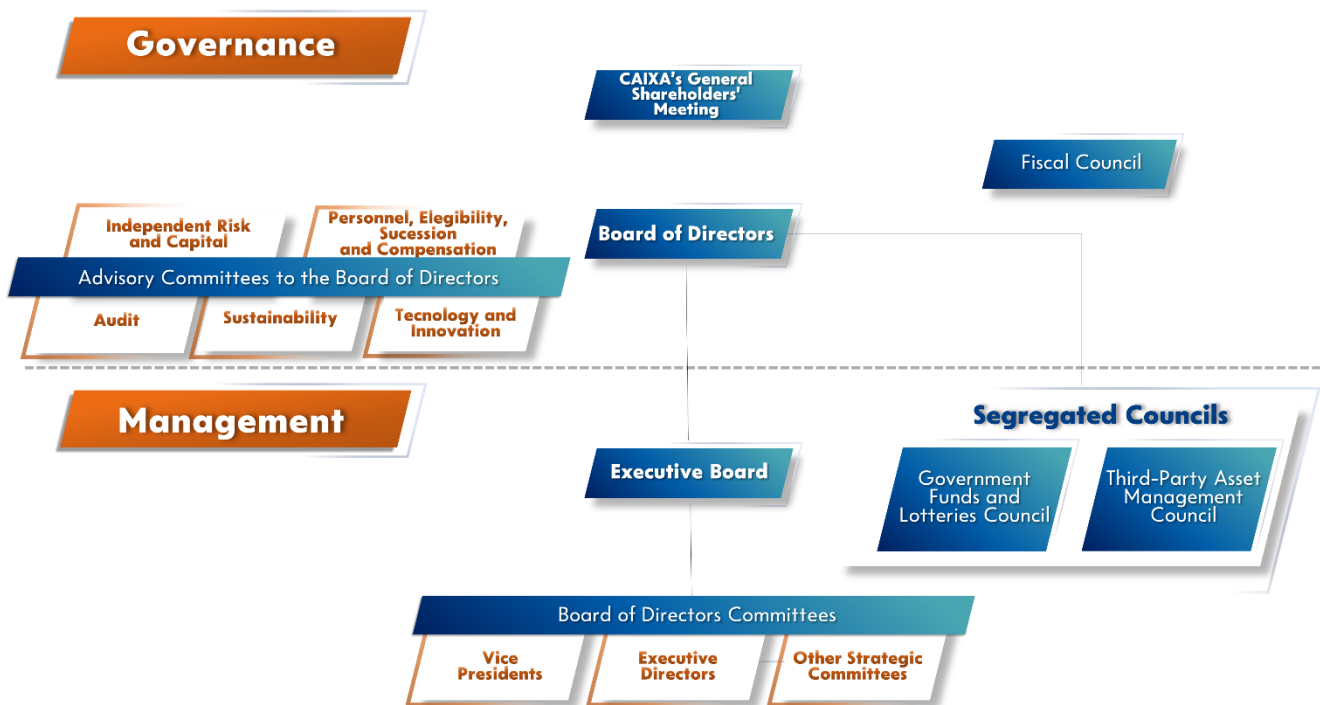 Governance
CAIXA's General
Shareholders'
Meeting
Fiscal Council
Independent Risk
and Capital
Personnel, Elegibility,
Sucession
and Compensation
Board of Directors
Advisory Committees to the Board of Directors
Audit
Sustainability
Tecnology and
Innovation
Management
Segregated Councils
Executive Board
Government
Funds and
Lotteries Council
Third-Party Asset
Management
Council
Board of Directors Committees
Vice
Presidents
Executive
Directors
Other Strategic
Committees